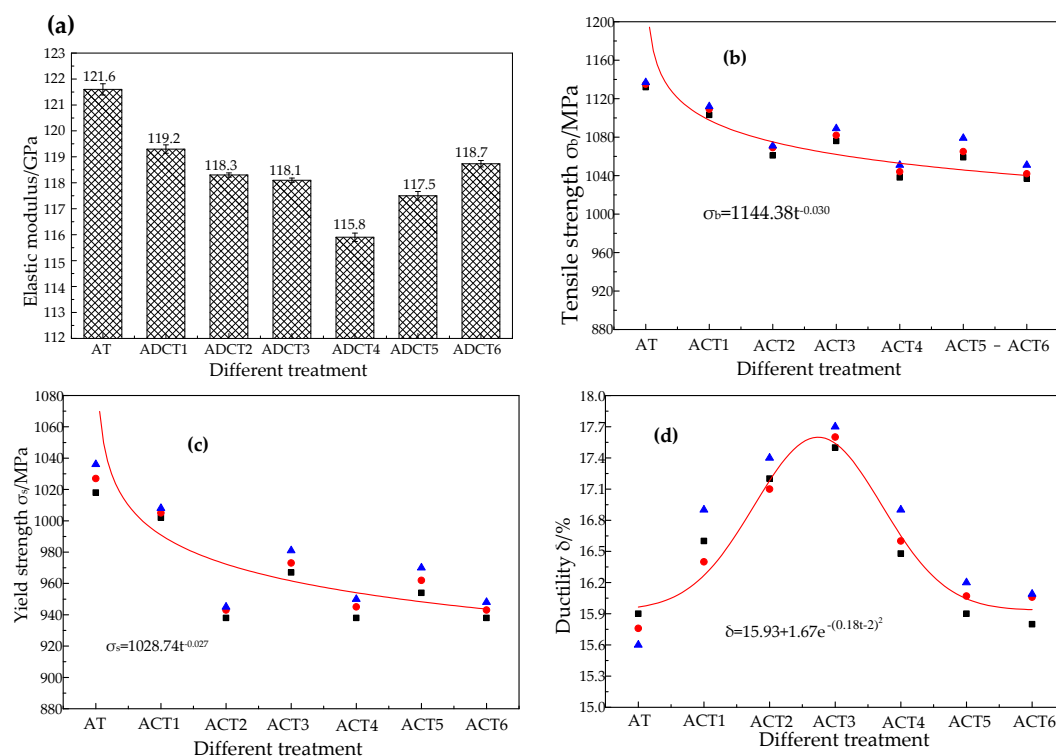 (a)
123
122
121
120
119
118
117
116
115
114
113
112
Elastic modulus/GPa
121.6
119.2
118.3
118.1
115.8
117.5
118.7
AT ADCT1 ADCT2 ADCT3 ADCT4 ADCT5 ADCT6
Different treatment
(b)
1200
1160
1120
1080
1040
1000
960
920
880
Tensile strength σb/MPa
σb=1144.38t-0.030
AT ACT1 ACT2 ACT3 ACT4 ACT5 - ACT6
Different treatment
(c)
1080
1060
1040
1020
1000
980
960
940
920
900
880
Yield strength σs/MPa
σs=1028.74t-0.027
AT ACT1 ACT2 ACT3 ACT4 ACT5 ACT6
Different treatment
(d)
18.0
17.7
17.4
17.1
16.8
16.5
16.2
15.9
15.6
15.3
15.0
Ductility δ/%
δ=15.93+1.67e-(0.18t-2)2
AT ACT1 ACT2 ACT3 ACT4 ACT5 ACT6
Different treatment